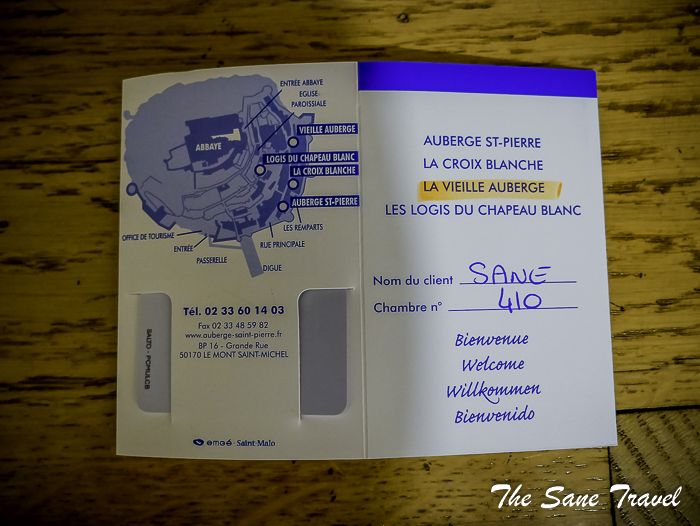 ENTRÉE ABBAYE
EGLISE
PAROISSIALE
VIEILLE AUBERGE
ABBAYE
LOGIS DU CHAPEAU BLANC
LA CROIX BLANCHE
AUBERGE ST-PIERRE
LES REMPARTS
OFFICE DE TOURISME
RUE PRINCIPALE
ENTRÉE
PASSERELLE
DIGUE
Tél. 02 33 60 14 03
Fax 02 33 48 59 82
www.auberge-saint-pierre.fr
BP 16 - Grande Rue
50170 LE MONT SAINT-MICHEL
emgé - Saint-Malo
AUBERGE ST-PIERRE
LA CROIX BLANCHE
LA VIEILLE AUBERGE
LES LOGIS DU CHAPEAU BLANC
Nom du client SANE
Chambre n° 410
Bienvenue
Welcome
Willkommen
Bienvenido
The Sane Travel